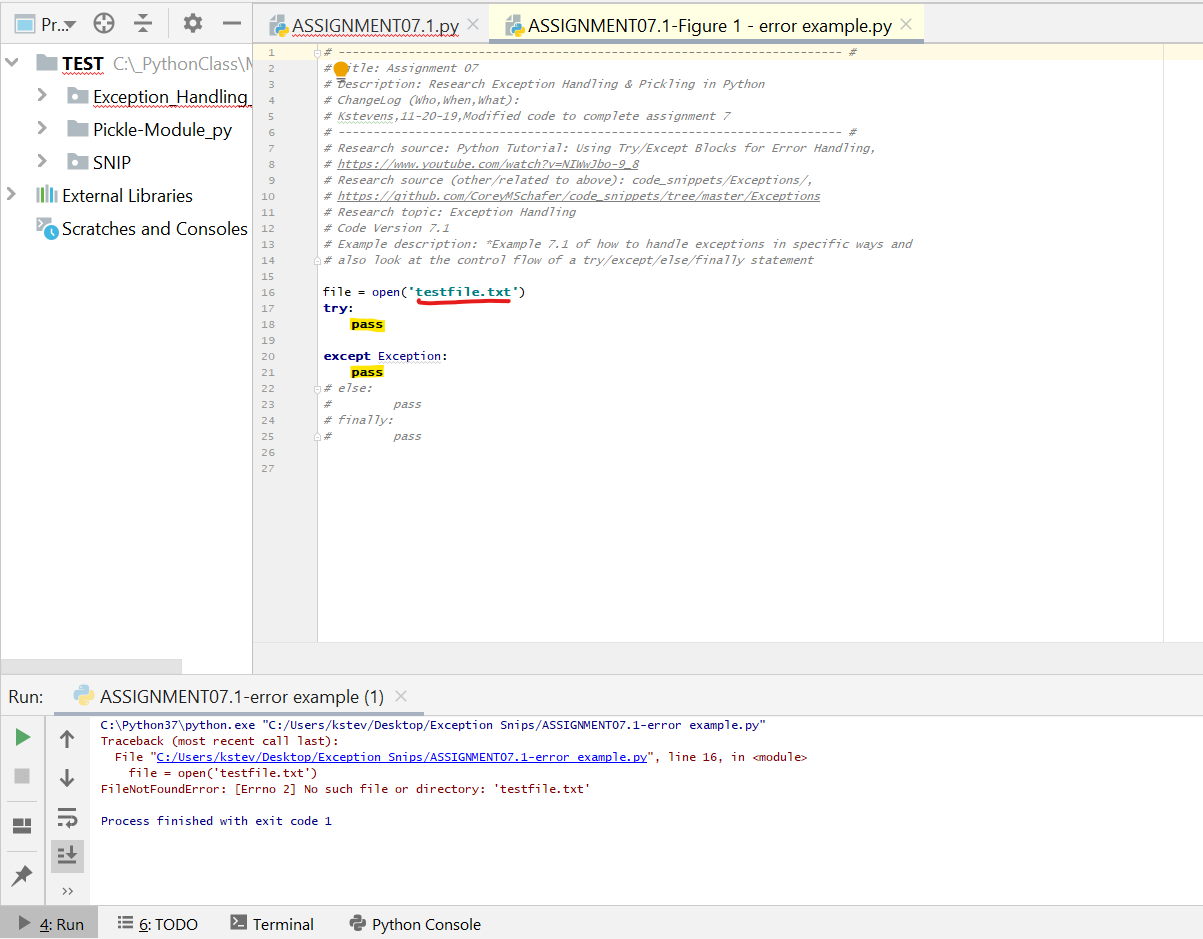 Pr...
ASSIGNMENT07.1.py
ASSIGNMENT07.1-Figure 1 - error example.py
TEST C:\_PythonClass\
Exception_Handling_
Pickle-Module_py
SNIP
External Libraries
Scratches and Consoles
1 # ------------------------------------------------------------------------ #
2 # itle: Assignment 07
3 # Description: Research Exception Handling & Pickling in Python
4 # ChangeLog (Who,When,What):
5 # Kstevens,11-20-19,Modified code to complete assignment 7
6 # ------------------------------------------------------------------------ #
7 # Research source: Python Tutorial: Using Try/Except Blocks for Error Handling,
8 # https://www.youtube.com/watch?v=NIWwJbo-9_8
9 # Research source (other/related to above): code_snippets/Exceptions/,
10 # https://github.com/CoreyMSchafer/code_snippets/tree/master/Exceptions
11 # Research topic: Exception Handling
12 # Code Version 7.1
13 # Example description: *Example 7.1 of how to handle exceptions in specific ways and
14 # also look at the control flow of a try/except/else/finally statement
15
16 file = open('testfile.txt')
17 try:
18 pass
19
20 except Exception:
21 pass
22 # else:
23 # pass
24 # finally:
25 # pass
26
27
Run: ASSIGNMENT07.1-error example (1)
C:\Python37\python.exe "C:/Users/kstev/Desktop/Exception Snips/ASSIGNMENT07.1-error example.py"
Traceback (most recent call last):
File "C:/Users/kstev/Desktop/Exception Snips/ASSIGNMENT07.1-error example.py", line 16, in <module>
file = open('testfile.txt')
FileNotFoundError: [Errno 2] No such file or directory: 'testfile.txt'
Process finished with exit code 1
4: Run
6: TODO
Terminal
Python Console